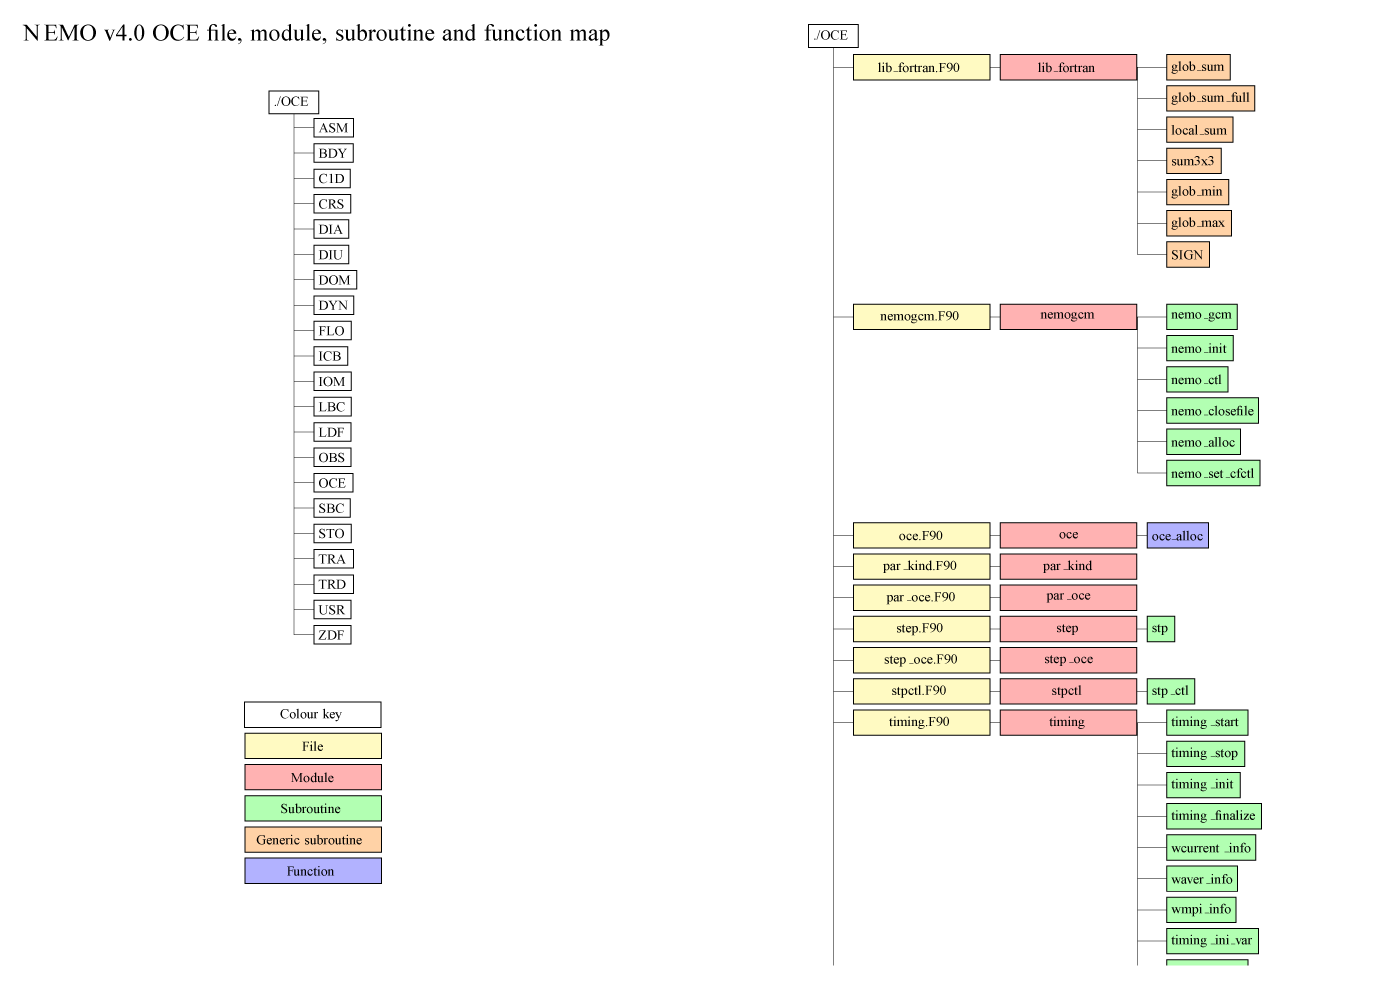 NEMO v4.0 OCE file, module, subroutine and function map
./OCE
ASM
BDY
C1D
CRS
DIA
DIU
DOM
DYN
FLO
ICB
IOM
LBC
LDF
OBS
OCE
SBC
STO
TRA
TRD
USR
ZDF
Colour key
File
Module
Subroutine
Generic subroutine
Function
./OCE
lib_fortran.F90 lib_fortran glob_sum
glob_sum_full
local_sum
sum3x3
glob_min
glob_max
SIGN
nemogcm.F90 nemogcm nemo_gcm
nemo_init
nemo_ctl
nemo_closefile
nemo_alloc
nemo_set_cfctl
oce.F90 oce oce_alloc
par_kind.F90 par_kind
par_oce.F90 par_oce
step.F90 step stp
step_oce.F90 step_oce
stpctl.F90 stpctl stp_ctl
timing.F90 timing timing_start
timing_stop
timing_init
timing_finalize
wcurrent_info
waver_info
wmpi_info
timing_ini_var